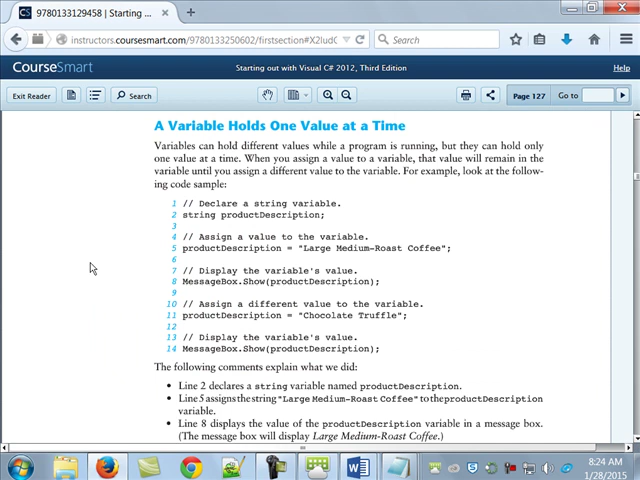 9780133129458 | Starting ...
instructors.coursesmart.com/9780133250602/firstsection#X2ludC
Search
CourseSmart
Starting out with Visual C# 2012, Third Edition
Help
Exit Reader
Search
Page 127
Go to
A Variable Holds One Value at a Time
Variables can hold different values while a program is running, but they can hold only
one value at a time. When you assign a value to a variable, that value will remain in the
variable until you assign a different value to the variable. For example, look at the follow-
ing code sample:
1 // Declare a string variable.
2 string productDescription;
3
4 // Assign a value to the variable.
5 productDescription = "Large Medium-Roast Coffee";
6
7 // Display the variable's value.
8 MessageBox.Show(productDescription);
9
10 // Assign a different value to the variable.
11 productDescription = "Chocolate Truffle";
12
13 // Display the variable's value.
14 MessageBox.Show(productDescription);
The following comments explain what we did:
• Line 2 declares a string variable named productDescription.
• Line 5 assigns the string "Large Medium-Roast Coffee" to the productDescription
variable.
• Line 8 displays the value of the productDescription variable in a message box.
(The message box will display Large Medium-Roast Coffee.)
8:24 AM
1/28/2015